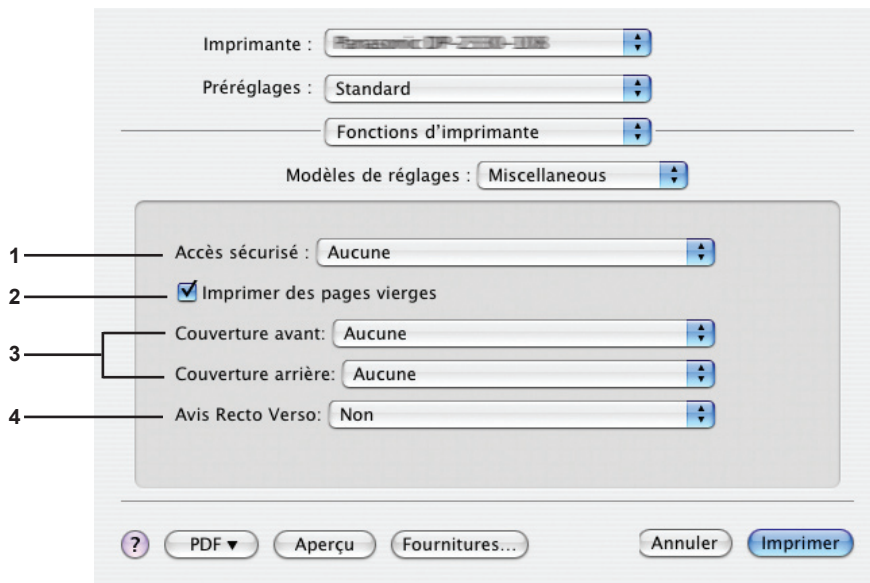 Imprimante :
Préréglages : Standard
Fonctions d'imprimante
Modèles de réglages : Miscellaneous
1 Accès sécurisé : Aucune
2 Imprimer des pages vierges
3
Couverture avant: Aucune
Couverture arrière: Aucune
4 Avis Recto Verso: Non
? PDF▼ Aperçu Fournitures... Annuler Imprimer